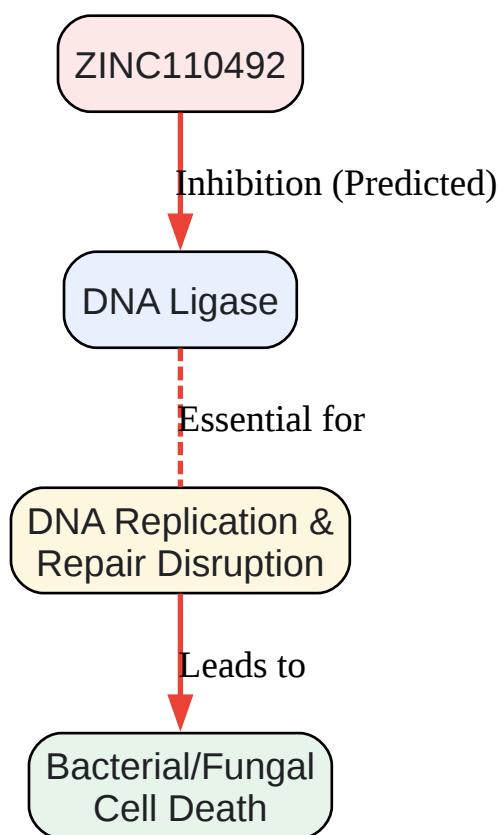 ZINC110492
Inhibition (Predicted)
DNA Ligase
Essential for
DNA Replication &
Repair Disruption
Leads to
Bacterial/Fungal
Cell Death